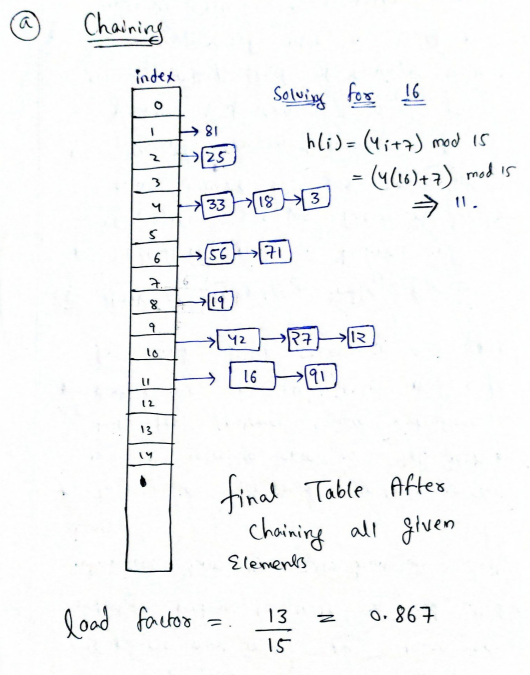 (a) Chaining
index
Solving for 16
0
1 → 81
h(i) = (4i+7) mod 15
2 → 25
= (4(16)+7) mod 15
3
4 → 33 → 18 → 3
⇒ 11.
5
6 → 56 → 71
7
8 → 19
9
10 → 42 → 27 → 12
11 → 16 → 91
12
13
14
final Table After
Chaining all given
Elements
load factor = 13/15 = 0.867